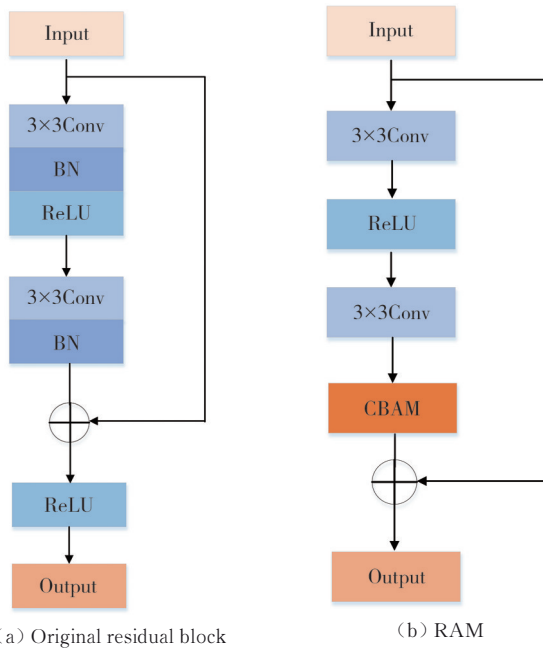 Input
3×3Conv
BN
ReLU
3×3Conv
BN
ReLU
Output
a) Original residual block
Input
3×3Conv
ReLU
3×3Conv
CBAM
Output
(b) RAM